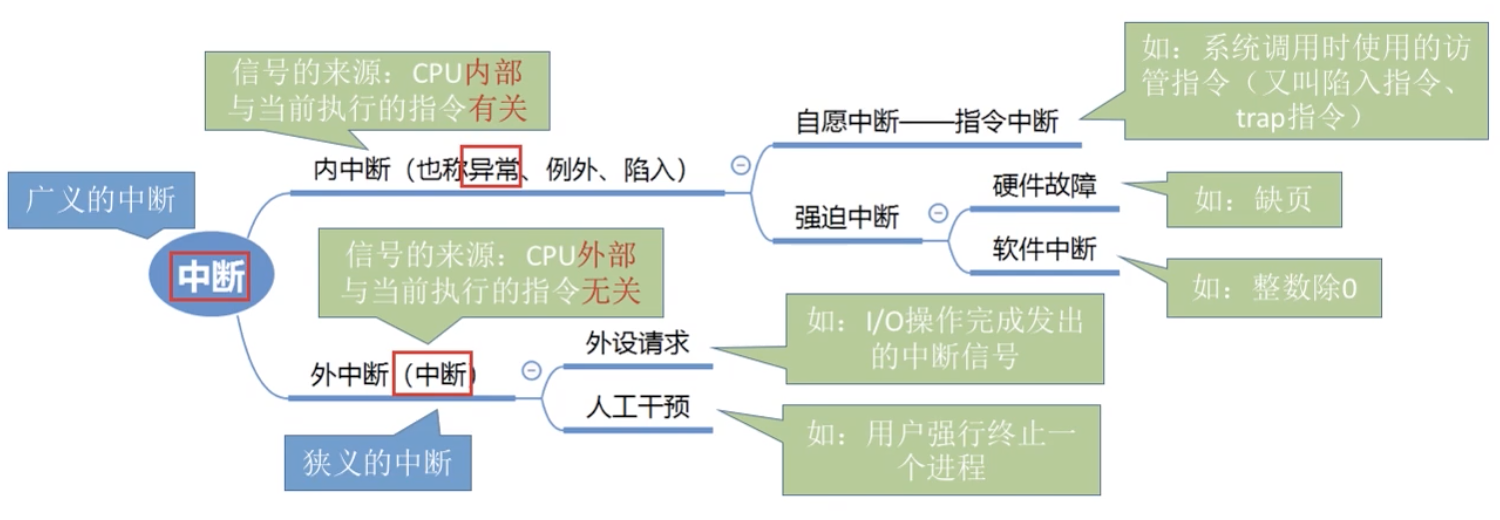 如：系统调用时使用的访
管指令（又叫陷入指令、
trap指令）
信号的来源：CPU内部
与当前执行的指令有关
自愿中断——指令中断
内中断（也称异常、例外、陷入）
硬件故障
如：缺页
广义的中断
强迫中断
信号的来源：CPU外部
与当前执行的指令无关
软件中断
中断
如：整数除0
如：I/O操作完成发出
的中断信号
外设请求
外中断（中断）
人工干预
如：用户强行终止一
个进程
狭义的中断